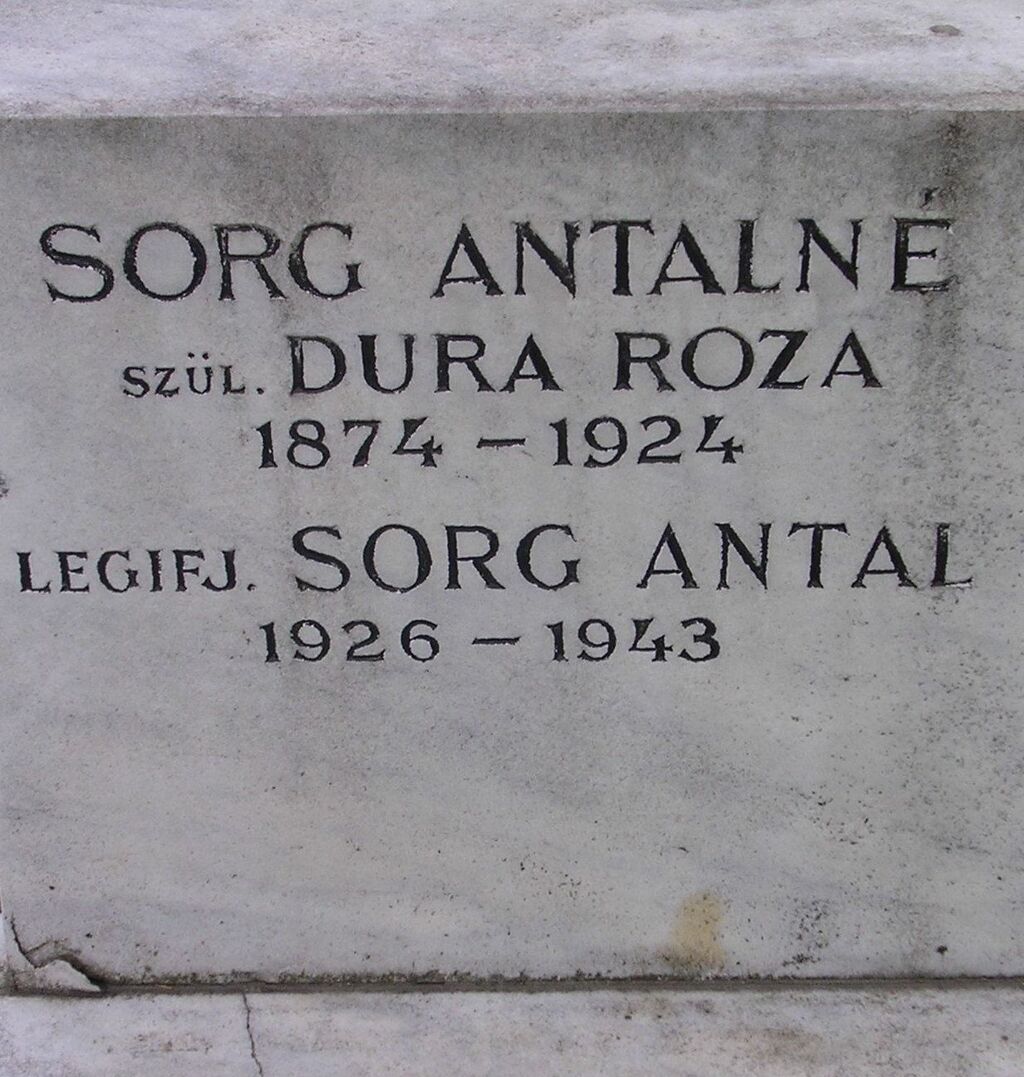 SORG ANTALNÉ
SZÜL. DURA ROZA
1874 – 1924
LEGIFJ. SORG ANTAL
1926 – 1943